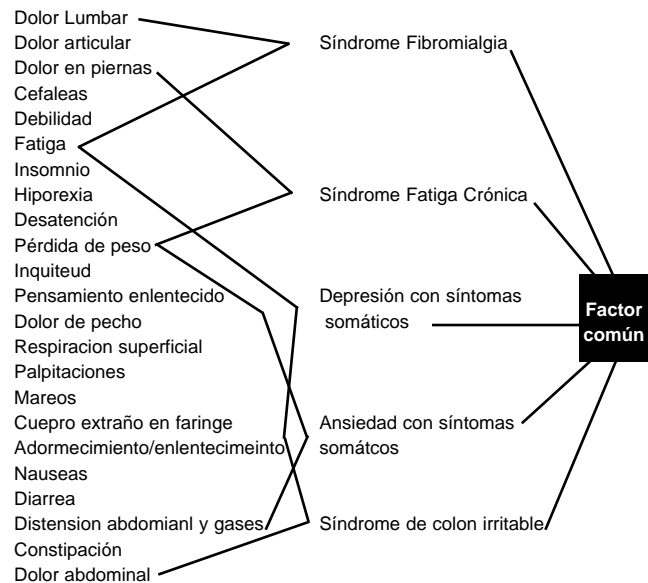 Dolor Lumbar
Dolor articular
Dolor en piernas
Cefaleas
Debilidad
Fatiga
Insomnio
Hiporexia
Desatención
Pérdida de peso
Inquiteud
Pensamiento enlentecido
Dolor de pecho
Respiracion superficial
Palpitaciones
Mareos
Cuepro extraño en faringe
Adormecimiento/enlentecimeinto
Nauseas
Diarrea
Distension abdomianl y gases
Constipación
Dolor abdominal
Síndrome Fibromialgia
Síndrome Fatiga Crónica
Depresión con síntomas
somáticos
Ansiedad con síntomas
somátcos
Síndrome de colon irritable
Factor
común